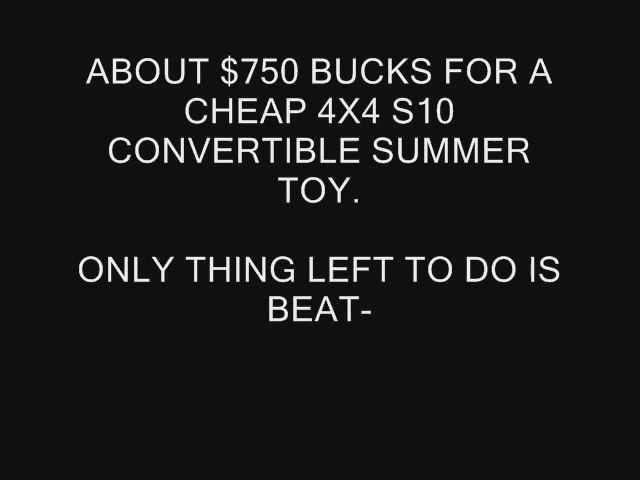 ABOUT $750 BUCKS FOR A
CHEAP 4X4 S10
CONVERTIBLE SUMMER
TOY.
ONLY THING LEFT TO DO IS
BEAT-